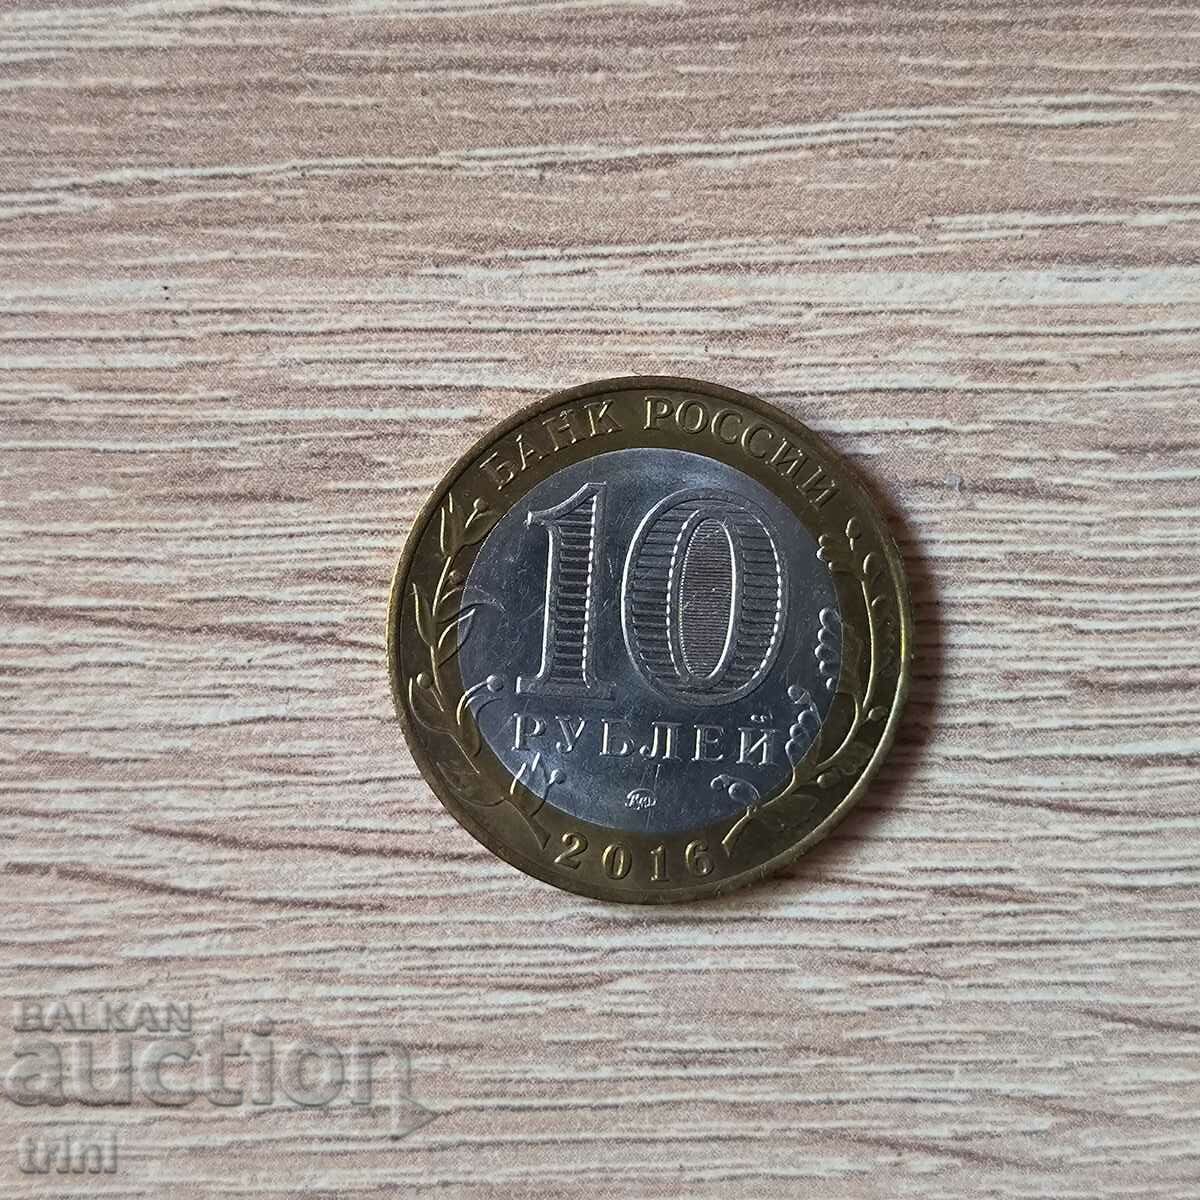 БАНК РОССИИ
10
РУБЛЕЙ
2016
BALKAN
auction
trini